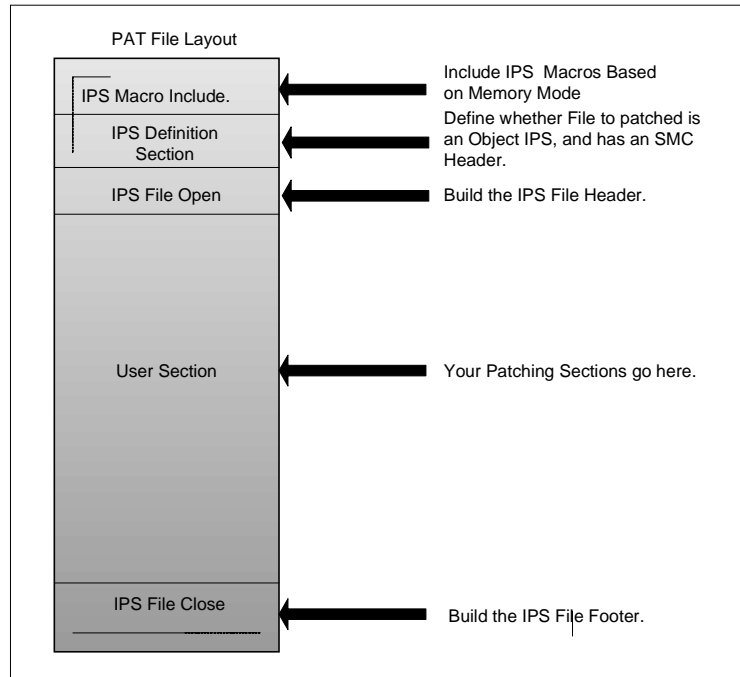 PAT File Layout
IPS Macro Include.
Include IPS Macros Based
on Memory Mode
IPS Definition
Section
Define whether File to patched is
an Object IPS, and has an SMC
Header.
IPS File Open
Build the IPS File Header.
User Section
Your Patching Sections go here.
IPS File Close
Build the IPS File Footer.